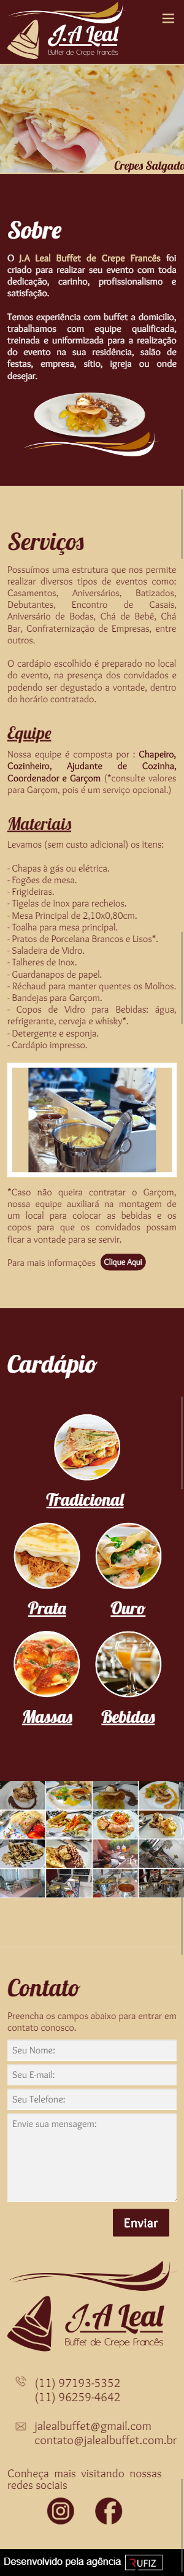 J.A Leal
Buffet de Crepe Francês
Crepes Salgado
Sobre
O J.A Leal Buffet de Crepe Francês foi
criado para realizar seu evento com toda
dedicação, carinho, profissionalismo e
satisfação.
Temos experiência com buffet a domicílio,
trabalhamos com equipe qualificada,
treinada e uniformizada para a realização
do evento na sua residência, salão de
festas, empresa, sítio, igreja ou onde
desejar.
Serviços
Possuímos uma estrutura que nos permite
realizar diversos tipos de eventos como:
Casamentos, Aniversários, Batizados,
Debutantes, Encontro de Casais,
Aniversário de Bodas, Chá de Bebê, Chá
Bar, Confraternização de Empresas, entre
outros.
O cardápio escolhido é preparado no local
do evento, na presença dos convidados e
podendo ser degustado a vontade, dentro
do horário contratado.
Equipe
Nossa equipe é composta por : Chapeiro,
Cozinheiro, Ajudante de Cozinha,
Coordenador e Garçom (*consulte valores
para Garçom, pois é um serviço opcional.)
Materiais
Levamos (sem custo adicional) os itens:
- Chapas à gás ou elétrica.
- Fogões de mesa.
- Frigideiras.
- Tigelas de inox para recheios.
- Mesa Principal de 2,10x0,80cm.
- Toalha para mesa principal.
- Pratos de Porcelana Brancos e Lisos*.
- Saladeira de Vidro.
- Talheres de Inox.
- Guardanapos de papel.
- Réchaud para manter quentes os Molhos.
- Bandejas para Garçom.
- Copos de Vidro para Bebidas: água,
refrigerante, cerveja e whisky*.
- Detergente e esponja.
- Cardápio impresso.
*Caso não queira contratar o Garçom,
nossa equipe auxiliará na montagem de
um local para colocar as bebidas e os
copos para que os convidados possam
ficar a vontade para se servir.
Para mais informações Clique Aqui
Cardápio
Tradicional
Prata Ouro
Massas Bebidas
Contato
Preencha os campos abaixo para entrar em
contato conosco.
Seu Nome:
Seu E-mail:
Seu Telefone:
Envie sua mensagem:
Enviar
J.A Leal
Buffet de Crepe Francês
(11) 97193-5352
(11) 96259-4642
jalealbuffet@gmail.com
contato@jalealbuffet.com.br
Conheça mais visitando nossas
redes sociais
Desenvolvido pela agência RUFIZ